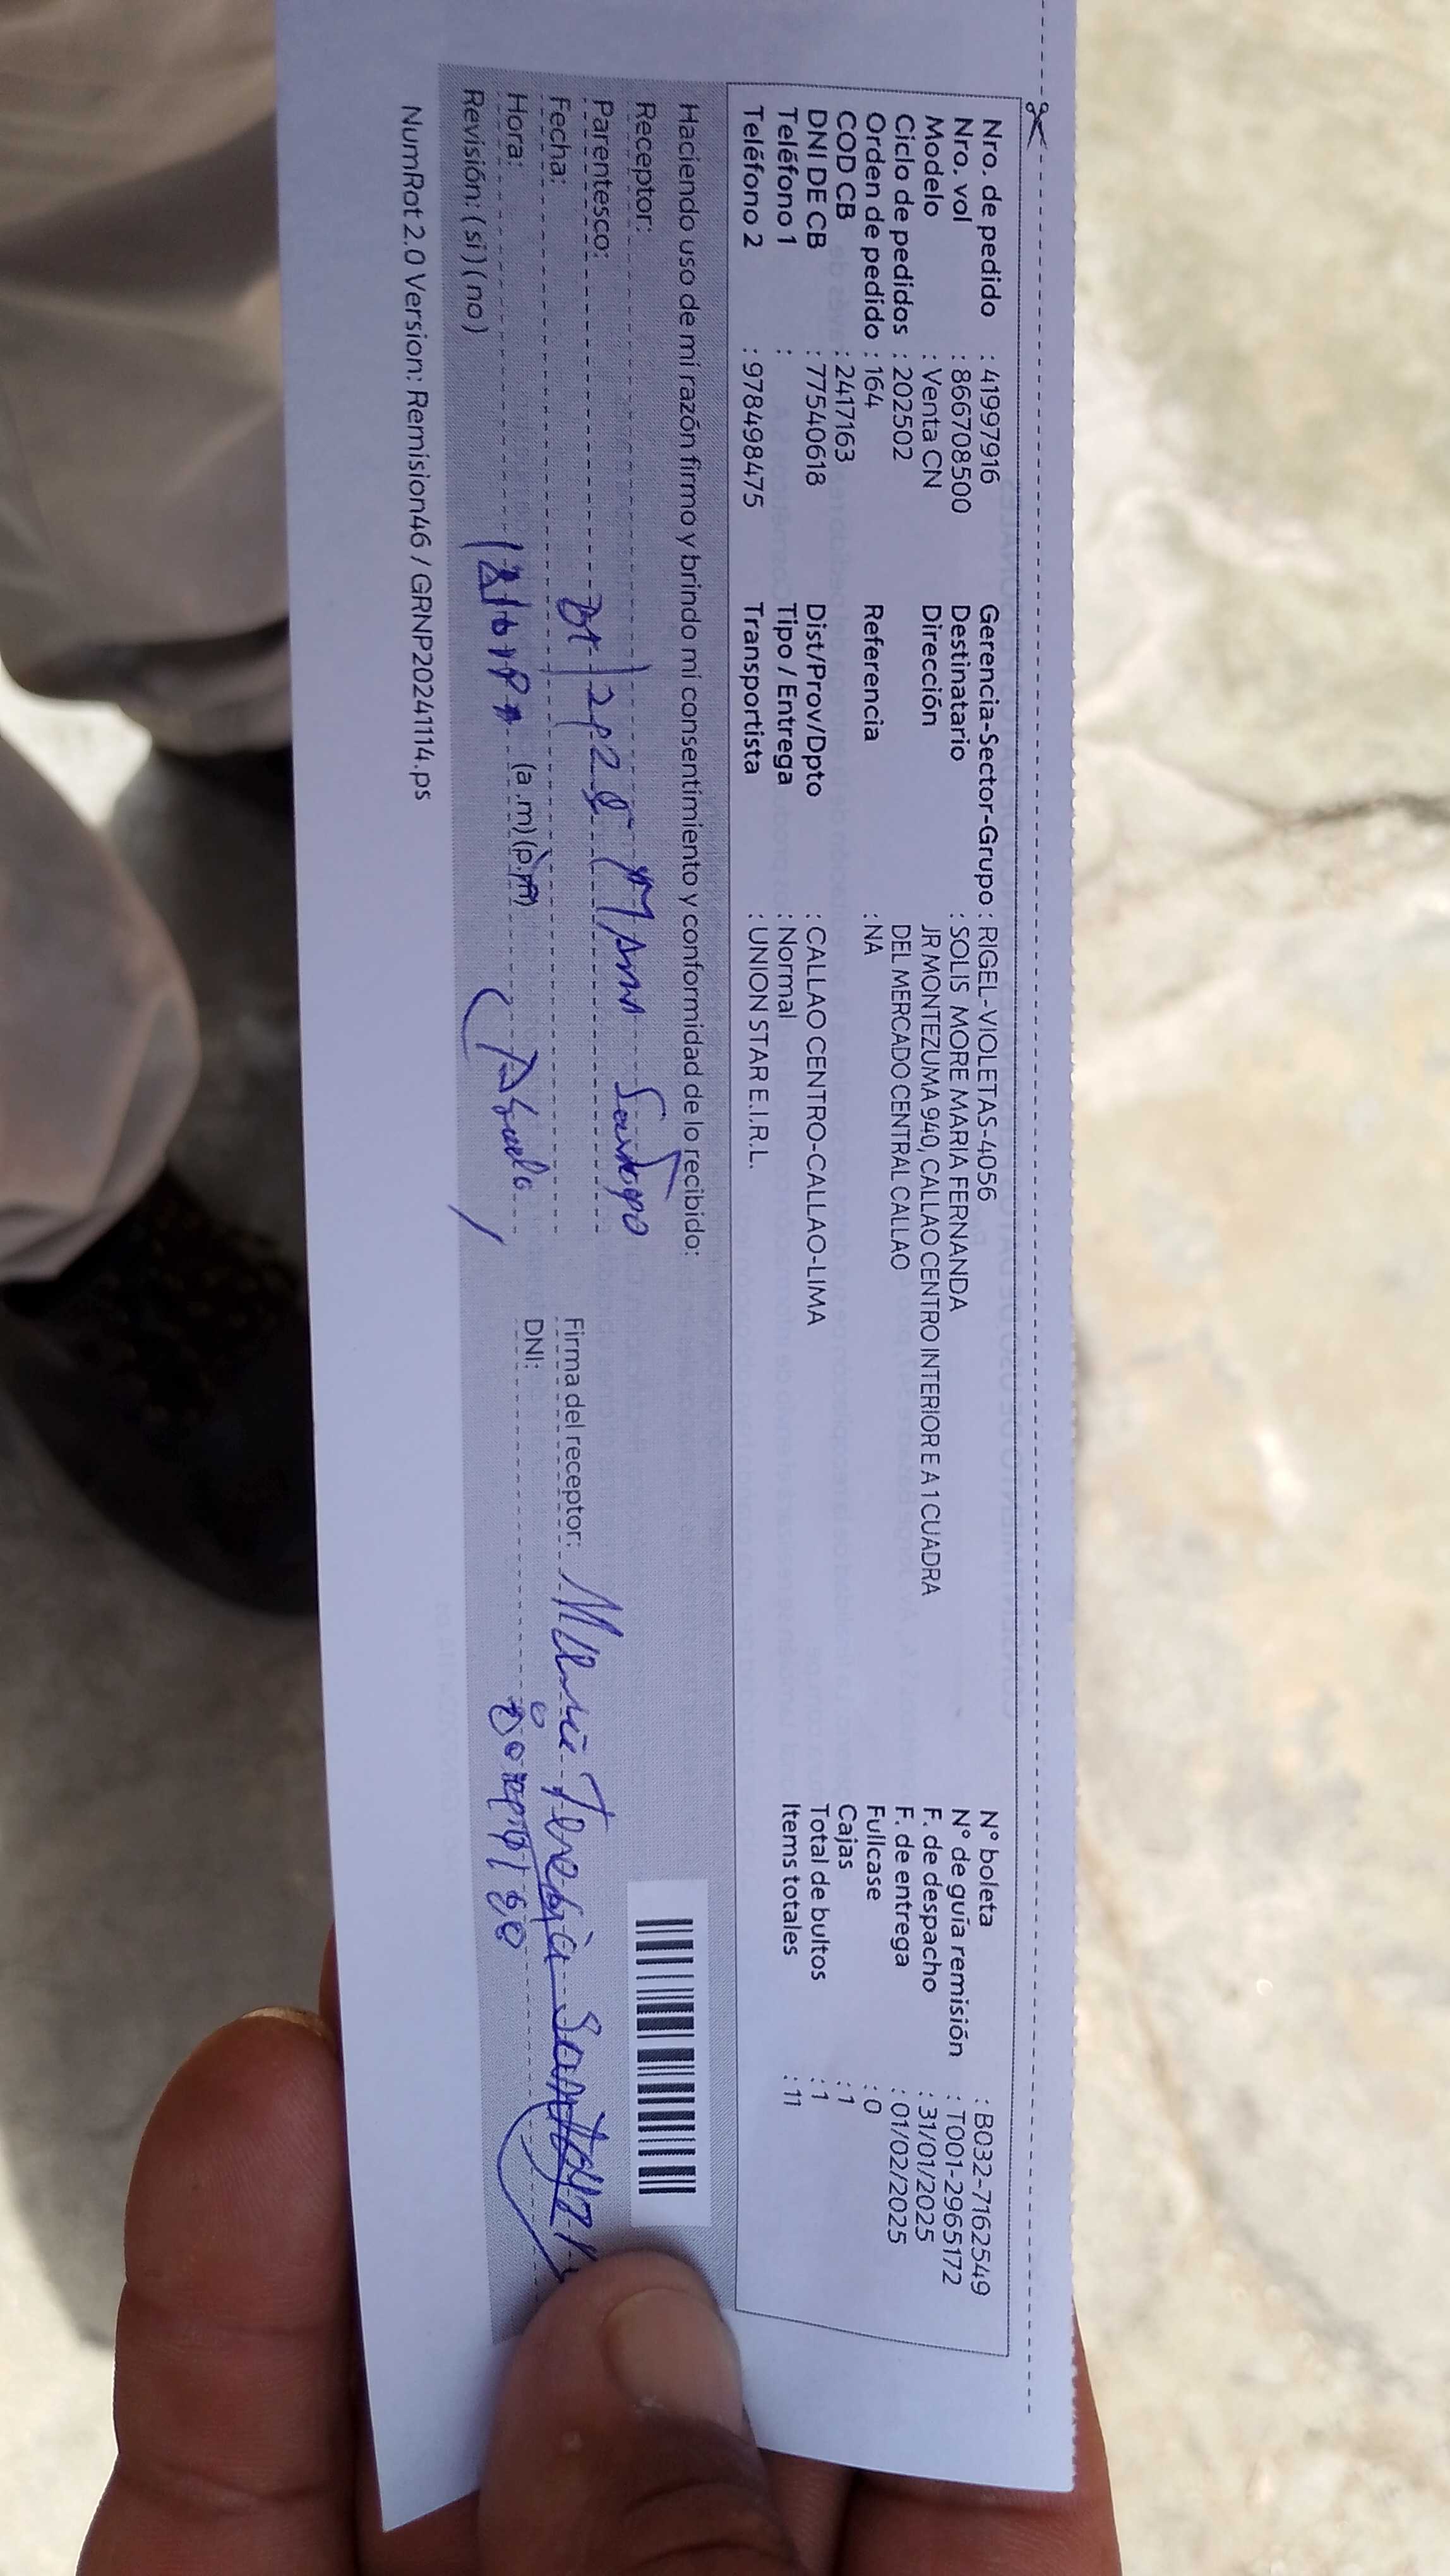 Nro. de pedido : 41997916
Nro. vol : 866708500
Modelo : Venta CN
Ciclo de pedidos : 202502
Orden de pedido : 164
COD CB : 2417163
DNI DE CB : 77540618
Teléfono 1 :
Teléfono 2 : 978498475
Gerencia-Sector-Grupo : RIGEL-VIOLETAS-4056
Destinatario : SOLIS MORE MARIA FERNANDA
Dirección JR MONTEZUMA 940, CALLAO CENTRO INTERIOR E A 1 CUADRA
DEL MERCADO CENTRAL CALLAO
Referencia : NA
Dist/Prov/Dpto : CALLAO CENTRO-CALLAO-LIMA
Tipo / Entrega : Normal
Transportista : UNION STAR E.I.R.L.
N° boleta : B032-7162549
N° de guía remisión : T001-2965172
F. de despacho : 31/01/2025
F. de entrega : 01/02/2025
Fullcase : 0
Cajas : 1
Total de bultos : 1
Items totales : 11
Haciendo uso de mi razón firmo y brindo mi consentimiento y conformidad de lo recibido:
Receptor:
Parentesco:
Fecha:
Hora: (a.m) (p.m)
Revisión: (si) (no)
Firma del receptor:
DNI:
NumRot 2.0 Version: Remision46 / GRNP20241114.ps